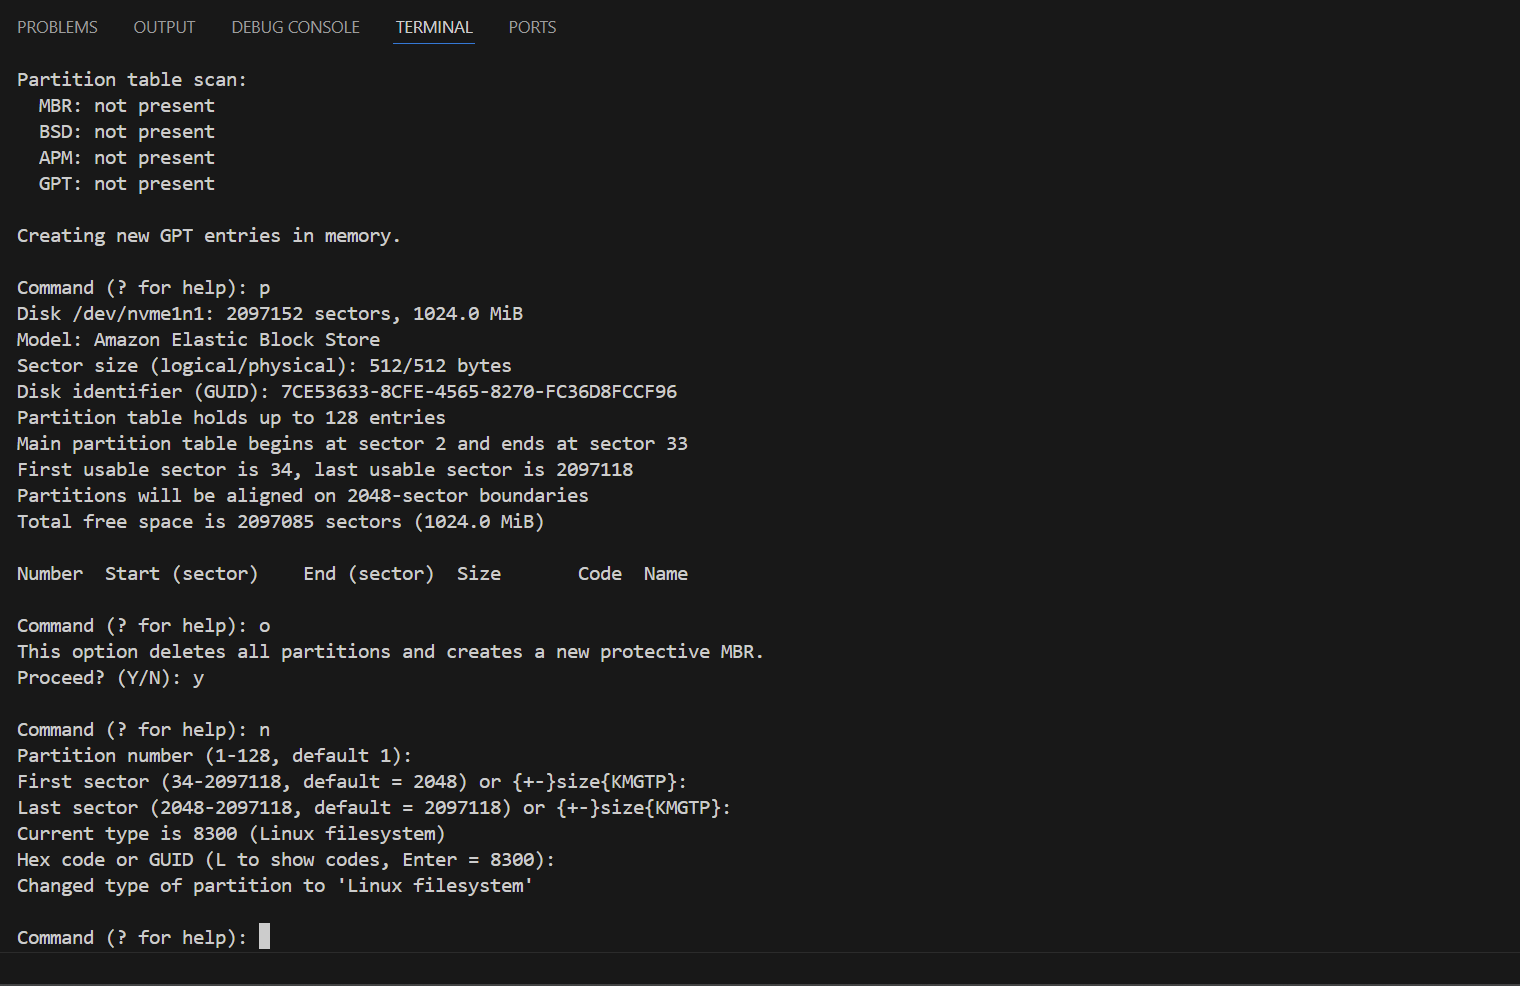 PROBLEMS OUTPUT DEBUG CONSOLE TERMINAL PORTS
Partition table scan:
  MBR: not present
  BSD: not present
  APM: not present
  GPT: not present
Creating new GPT entries in memory.
Command (? for help): p
Disk /dev/nvme1n1: 2097152 sectors, 1024.0 MiB
Model: Amazon Elastic Block Store
Sector size (logical/physical): 512/512 bytes
Disk identifier (GUID): 7CE53633-8CFE-4565-8270-FC36D8FCCF96
Partition table holds up to 128 entries
Main partition table begins at sector 2 and ends at sector 33
First usable sector is 34, last usable sector is 2097118
Partitions will be aligned on 2048-sector boundaries
Total free space is 2097085 sectors (1024.0 MiB)
Number  Start (sector)    End (sector)  Size       Code  Name
Command (? for help): o
This option deletes all partitions and creates a new protective MBR.
Proceed? (Y/N): y
Command (? for help): n
Partition number (1-128, default 1):
First sector (34-2097118, default = 2048) or {+-}size{KMGTP}:
Last sector (2048-2097118, default = 2097118) or {+-}size{KMGTP}:
Current type is 8300 (Linux filesystem)
Hex code or GUID (L to show codes, Enter = 8300):
Changed type of partition to 'Linux filesystem'
Command (? for help):